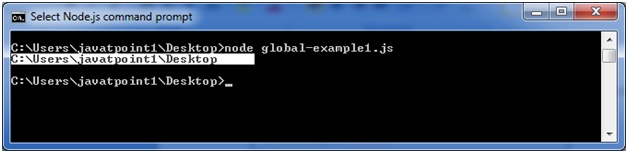 Select Node.js command prompt
C:\Users\javatpoint1\Desktop>node global-example1.js
C:\Users\javatpoint1\Desktop
C:\Users\javatpoint1\Desktop>_